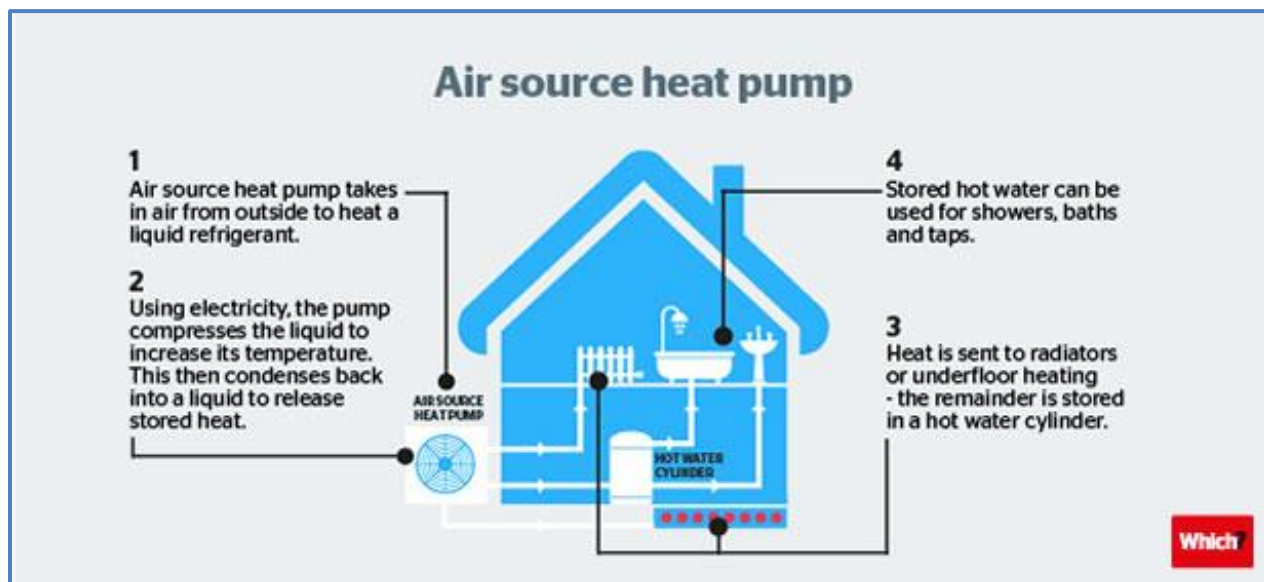 Air source heat pump
1
Air source heat pump takes
in air from outside to heat a
liquid refrigerant.
2
Using electricity, the pump
compresses the liquid to
increase its temperature.
This then condenses back
into a liquid to release
stored heat.
AIR SOURCE
HEAT PUMP
HOT WATER
CYLINDER
4
Stored hot water can be
used for showers, baths
and taps.
3
Heat is sent to radiators
or underfloor heating
- the remainder is stored
in a hot water cylinder.
Which?